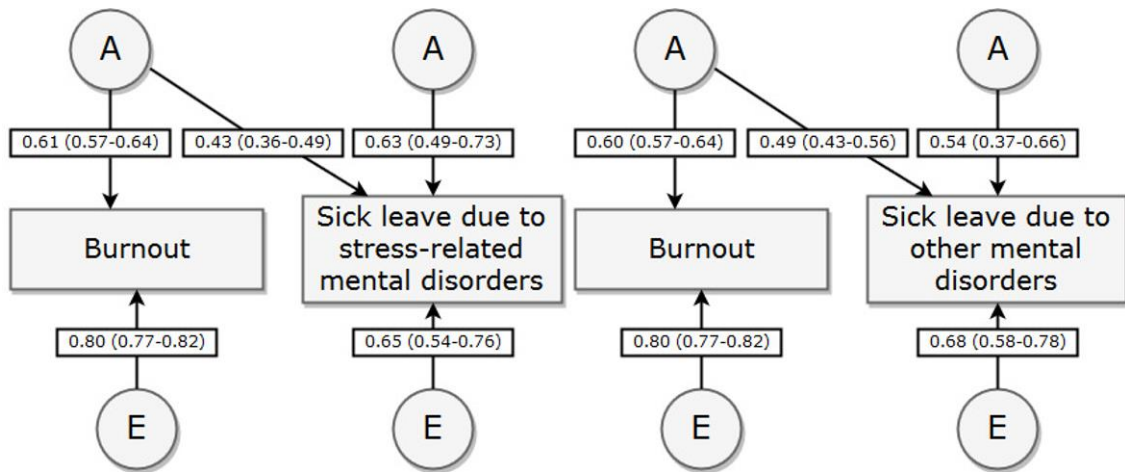 A
A
A
A
0.61 (0.57-0.64)
0.43 (0.36-0.49)
0.63 (0.49-0.73)
0.60 (0.57-0.64)
0.49 (0.43-0.56)
0.54 (0.37-0.66)
Burnout
Sick leave due to
stress-related
mental disorders
Burnout
Sick leave due to
other mental
disorders
0.80 (0.77-0.82)
0.65 (0.54-0.76)
0.80 (0.77-0.82)
0.68 (0.58-0.78)
E
E
E
E